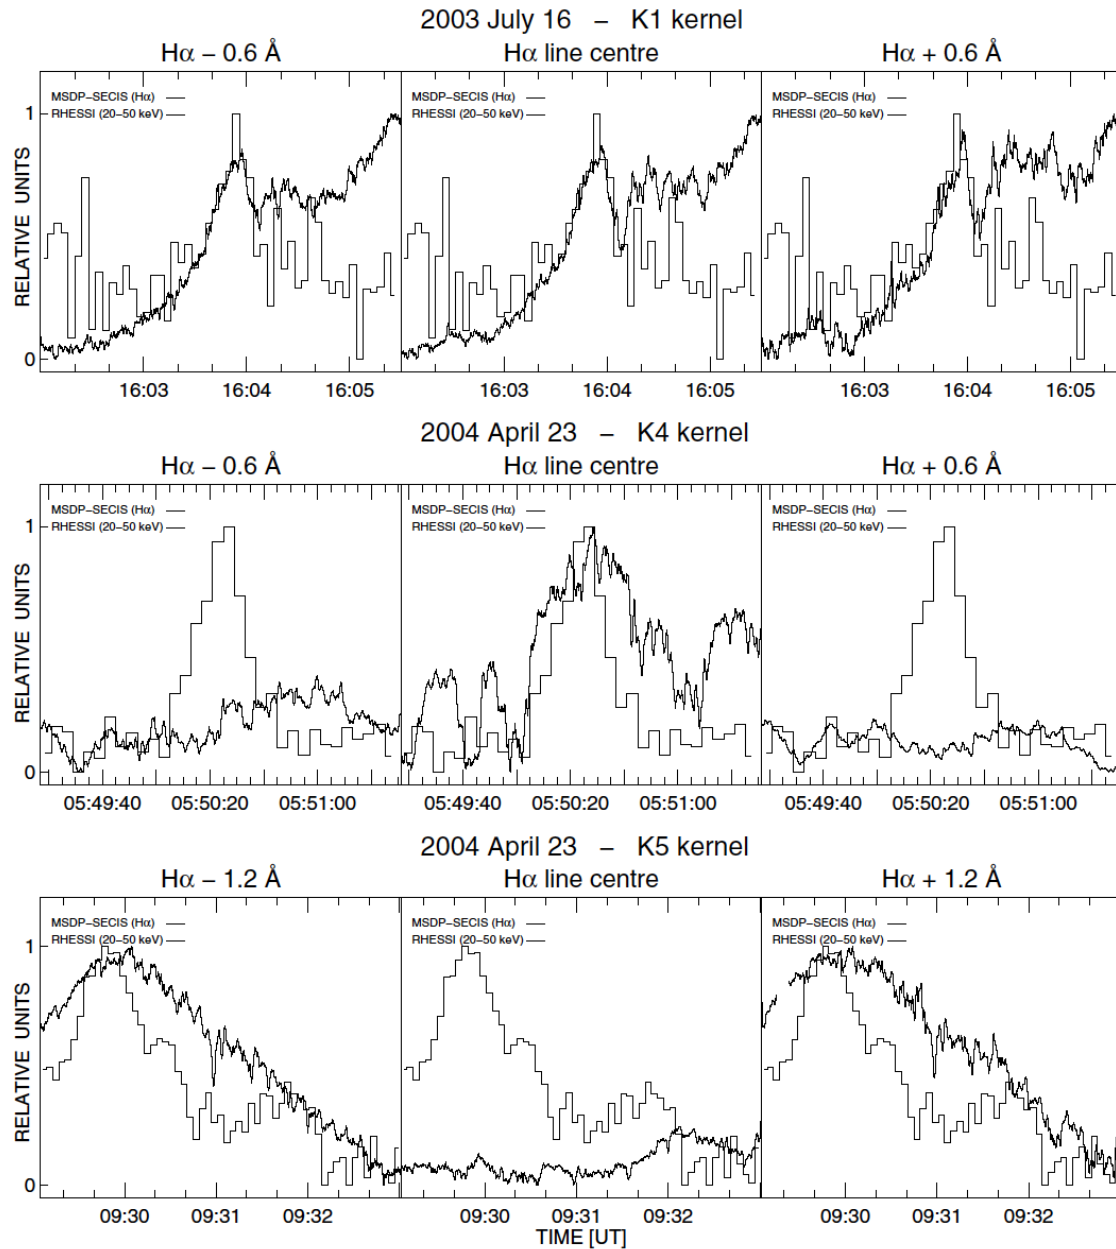 2003 July 16 – K1 kernel
Hα – 0.6 Å Hα line centre Hα + 0.6 Å
MSDP–SECIS (Hα) MSDP–SECIS (Hα) MSDP–SECIS (Hα)
RHESSI (20–50 keV) RHESSI (20–50 keV) RHESSI (20–50 keV)
1
RELATIVE UNITS
0
16:03 16:04 16:05 16:03 16:04 16:05 16:03 16:04 16:05
2004 April 23 – K4 kernel
Hα – 0.6 Å Hα line centre Hα + 0.6 Å
MSDP–SECIS (Hα) MSDP–SECIS (Hα) MSDP–SECIS (Hα)
RHESSI (20–50 keV) RHESSI (20–50 keV) RHESSI (20–50 keV)
1
RELATIVE UNITS
0
05:49:40 05:50:20 05:51:00 05:49:40 05:50:20 05:51:00 05:49:40 05:50:20 05:51:00
2004 April 23 – K5 kernel
Hα – 1.2 Å Hα line centre Hα + 1.2 Å
MSDP–SECIS (Hα) MSDP–SECIS (Hα) MSDP–SECIS (Hα)
RHESSI (20–50 keV) RHESSI (20–50 keV) RHESSI (20–50 keV)
1
RELATIVE UNITS
0
09:30 09:31 09:32 09:30 09:31 09:32 09:30 09:31 09:32
TIME [UT]